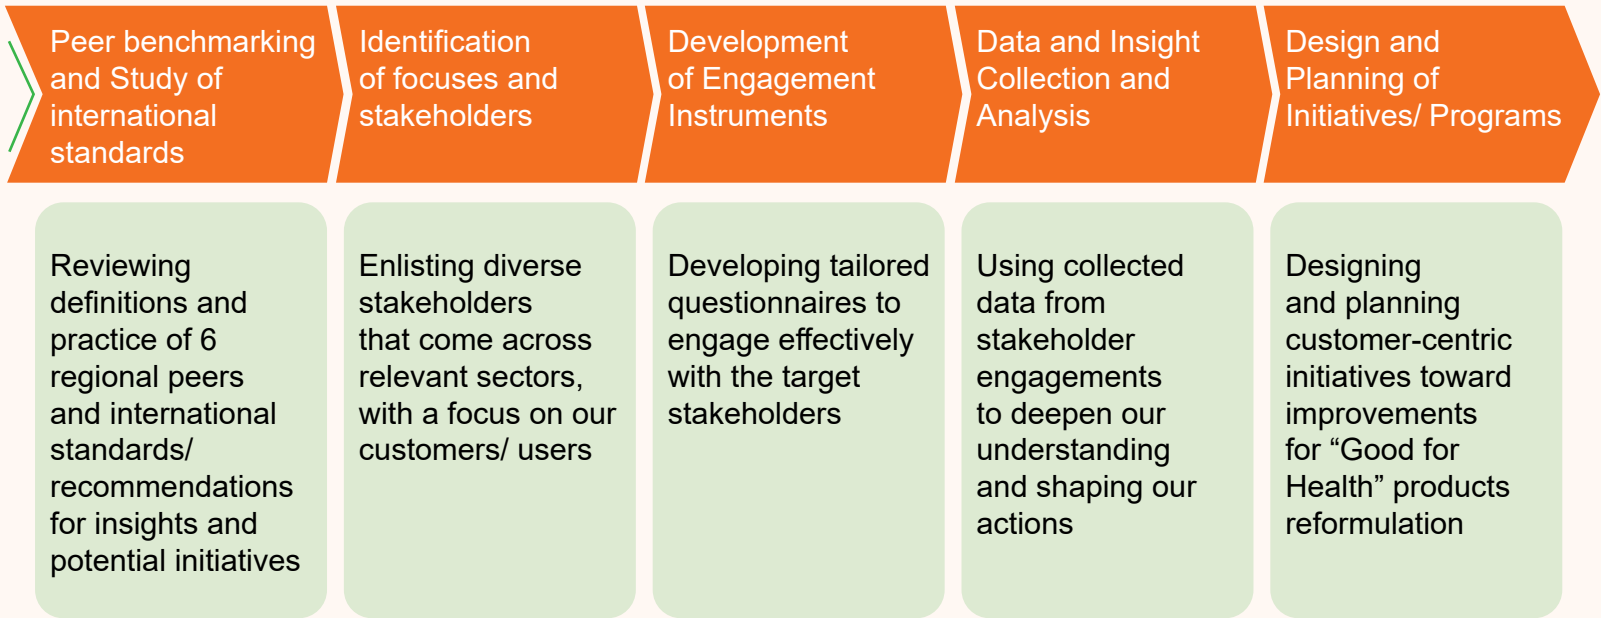 Peer benchmarking
and Study of
international
standards
Identification
of focuses and
stakeholders
Development
of Engagement
Instruments
Data and Insight
Collection and
Analysis
Design and
Planning of
Initiatives/ Programs
Reviewing
definitions and
practice of 6
regional peers
and international
standards/
recommendations
for insights and
potential initiatives
Enlisting diverse
stakeholders
that come across
relevant sectors,
with a focus on our
customers/ users
Developing tailored
questionnaires to
engage effectively
with the target
stakeholders
Using collected
data from
stakeholder
engagements
to deepen our
understanding
and shaping our
actions
Designing
and planning
customer-centric
initiatives toward
improvements
for “Good for
Health” products
reformulation